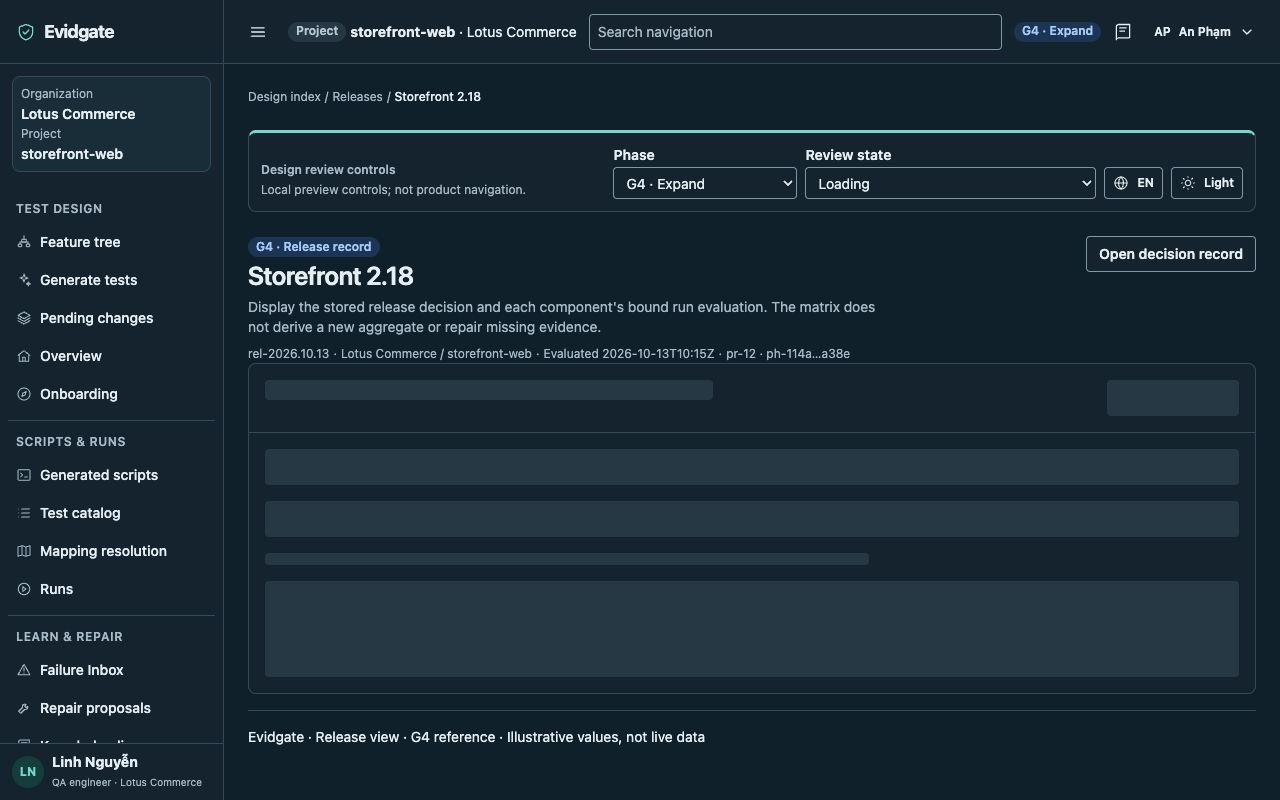 Evidgate
Project storefront-web · Lotus Commerce
Search navigation
G4 · Expand
AP An Phạm
Organization
Lotus Commerce
Project
storefront-web
TEST DESIGN
Feature tree
Generate tests
Pending changes
Overview
Onboarding
SCRIPTS & RUNS
Generated scripts
Test catalog
Mapping resolution
Runs
LEARN & REPAIR
Failure Inbox
Repair proposals
LN
Linh Nguyễn
QA engineer · Lotus Commerce
Design index / Releases / Storefront 2.18
Design review controls
Local preview controls; not product navigation.
Phase
G4 · Expand
Review state
Loading
EN
Light
G4 · Release record
Storefront 2.18
Open decision record
Display the stored release decision and each component's bound run evaluation. The matrix does
not derive a new aggregate or repair missing evidence.
rel-2026.10.13 · Lotus Commerce / storefront-web · Evaluated 2026-10-13T10:15Z · pr-12 · ph-114a…a38e
Evidgate · Release view · G4 reference · Illustrative values, not live data